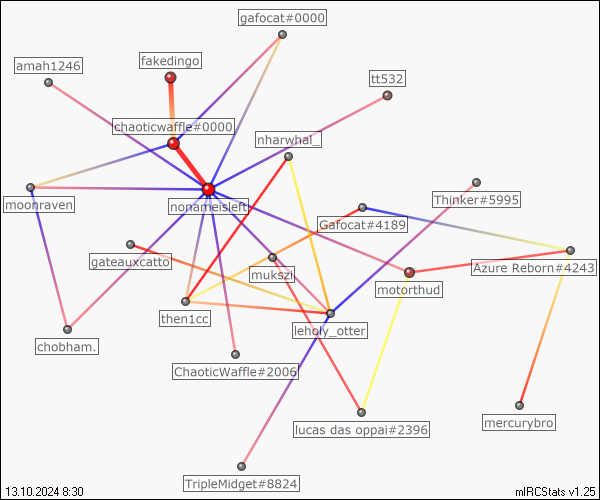 gafocat#0000
fakedingo
amah1246
tt532
chaoticwaffle#0000
nharwhal_
moonraven
nonameisleft
Thinker#5995
Gafocat#4189
gateauxcatto
mukszi
Azure Reborn#4243
motorthud
then1cc
leholy_otter
chobham.
ChaoticWaffle#2006
lucas das oppai#2396
mercurybro
TripleMidget#8824
13.10.2024 8:30
mIRCStats v1.25